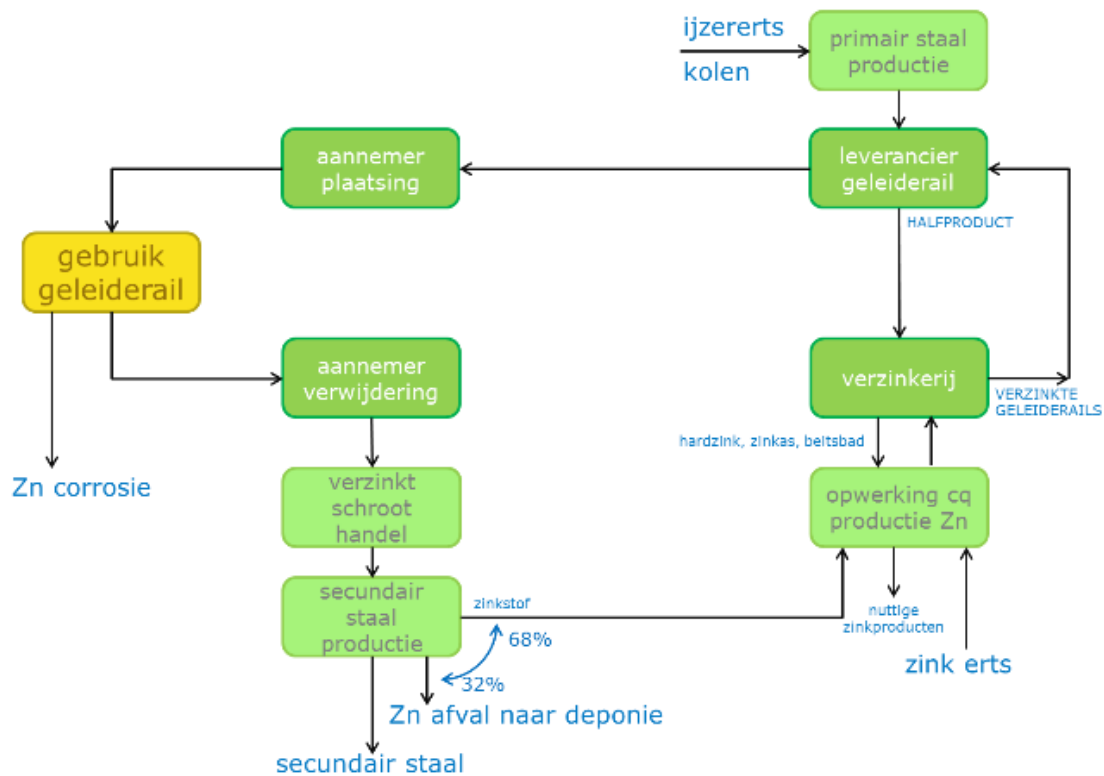 ijzererts
kolen
primair staal
productie
aannemer
plaatsing
leverancier
geleiderail
HALFPRODUCT
gebruik
geleiderail
aannemer
verwijdering
verzinkerij
VERZINKTE
GELEIDERAILS
hardzink, zinkas, beitsbad
Zn corrosie
verzinkt
schroot
handel
opwerking cq
productie Zn
secundair
staal
productie
zinkstof
68%
32%
nuttige
zinkproducten
zink erts
Zn afval naar deponie
secundair staal